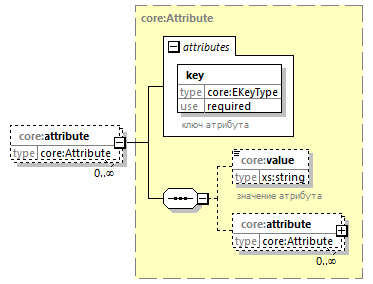 core:Attribute
attributes
key
type core:EKeyType
use required
ключ атрибута
core:attribute
type core:Attribute
0..∞
core:value
type xs:string
значение атрибута
core:attribute
type core:Attribute
0..∞